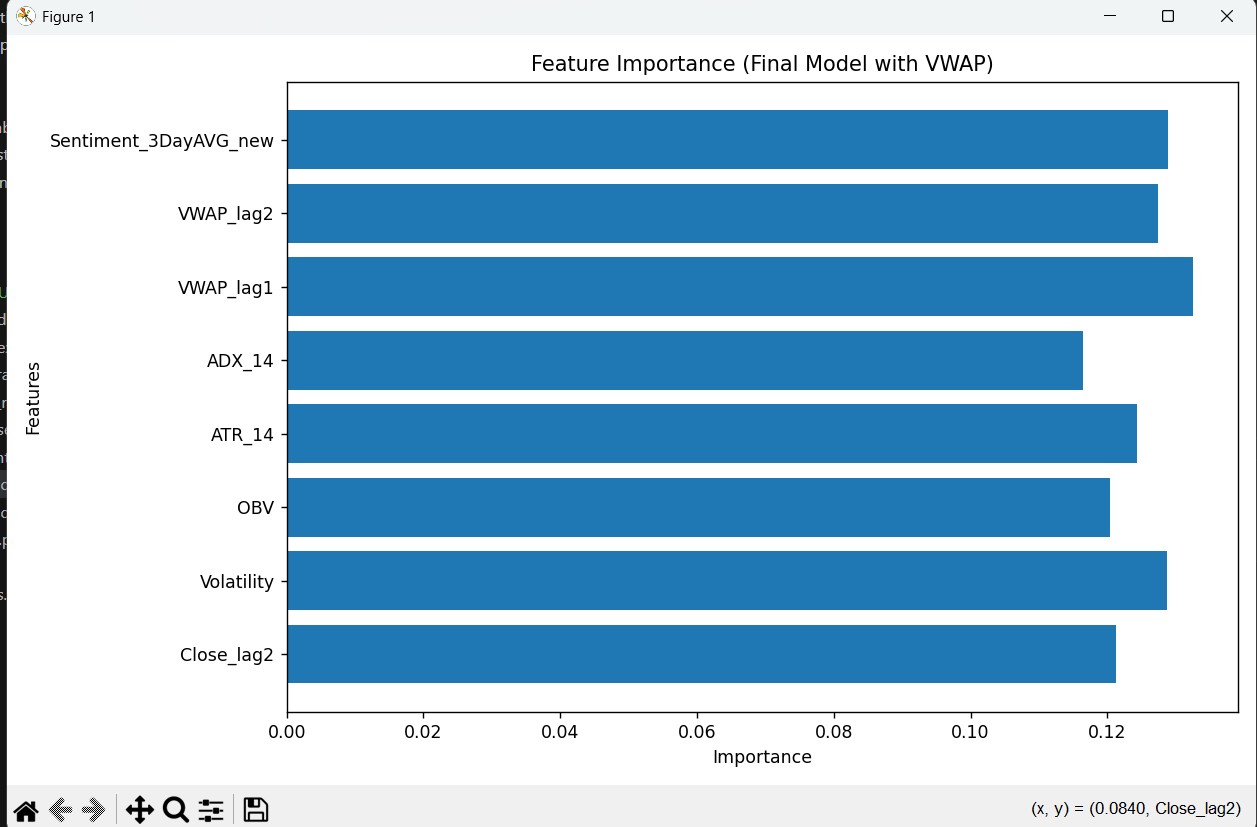 Figure 1
Feature Importance (Final Model with VWAP)
Sentiment_3DayAVG_new
VWAP_lag2
VWAP_lag1
ADX_14
ATR_14
OBV
Volatility
Close_lag2
Features
0.00 0.02 0.04 0.06 0.08 0.10 0.12
Importance
(x, y) = (0.0840, Close_lag2)